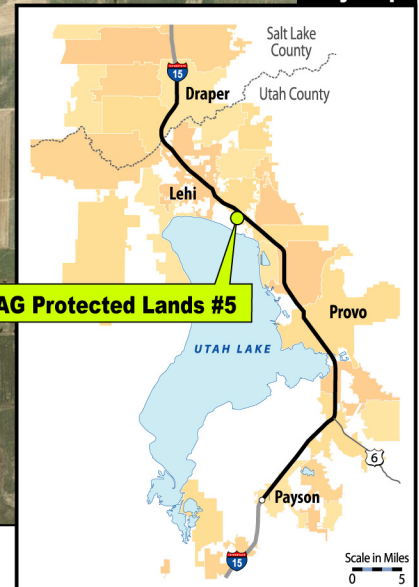 Salt Lake
County
15
Draper
Utah County
Lehi
AG Protected Lands #5
Provo
UTAH LAKE
6
Payson
15
Scale in Miles
0 5